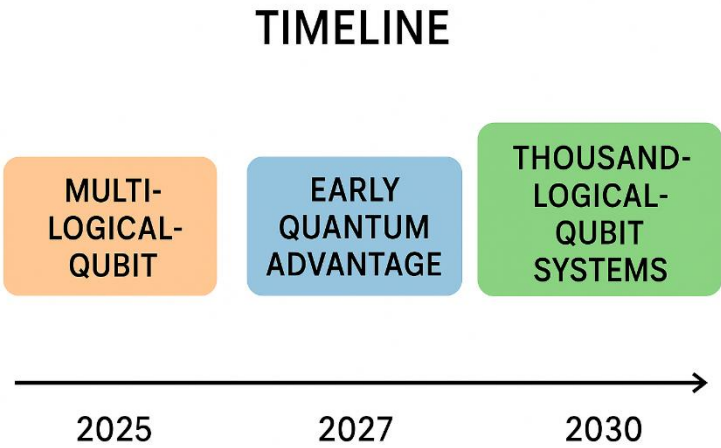 TIMELINE
MULTI-
LOGICAL-
QUBIT
EARLY
QUANTUM
ADVANTAGE
THOUSAND-
LOGICAL-
QUBIT
SYSTEMS
2025
2027
2030